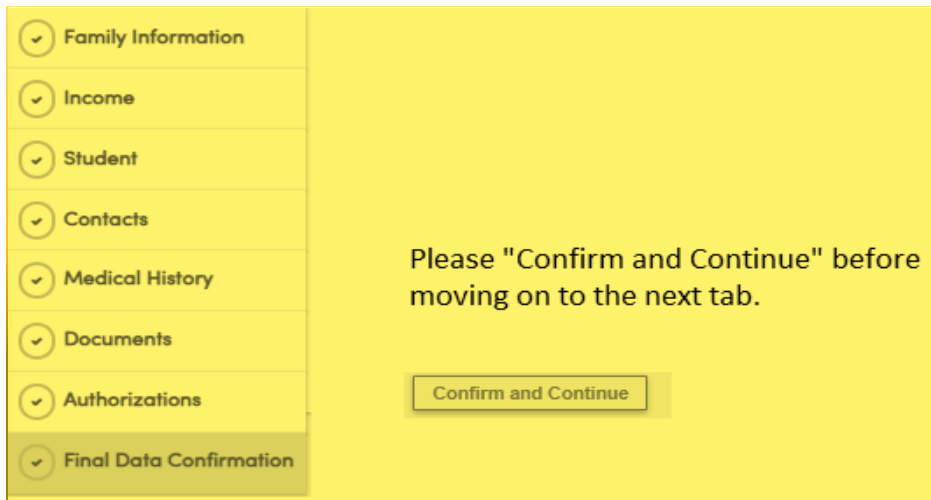 Family Information
Income
Student
Contacts
Medical History
Documents
Authorizations
Final Data Confirmation
Please "Confirm and Continue" before
moving on to the next tab.
Confirm and Continue